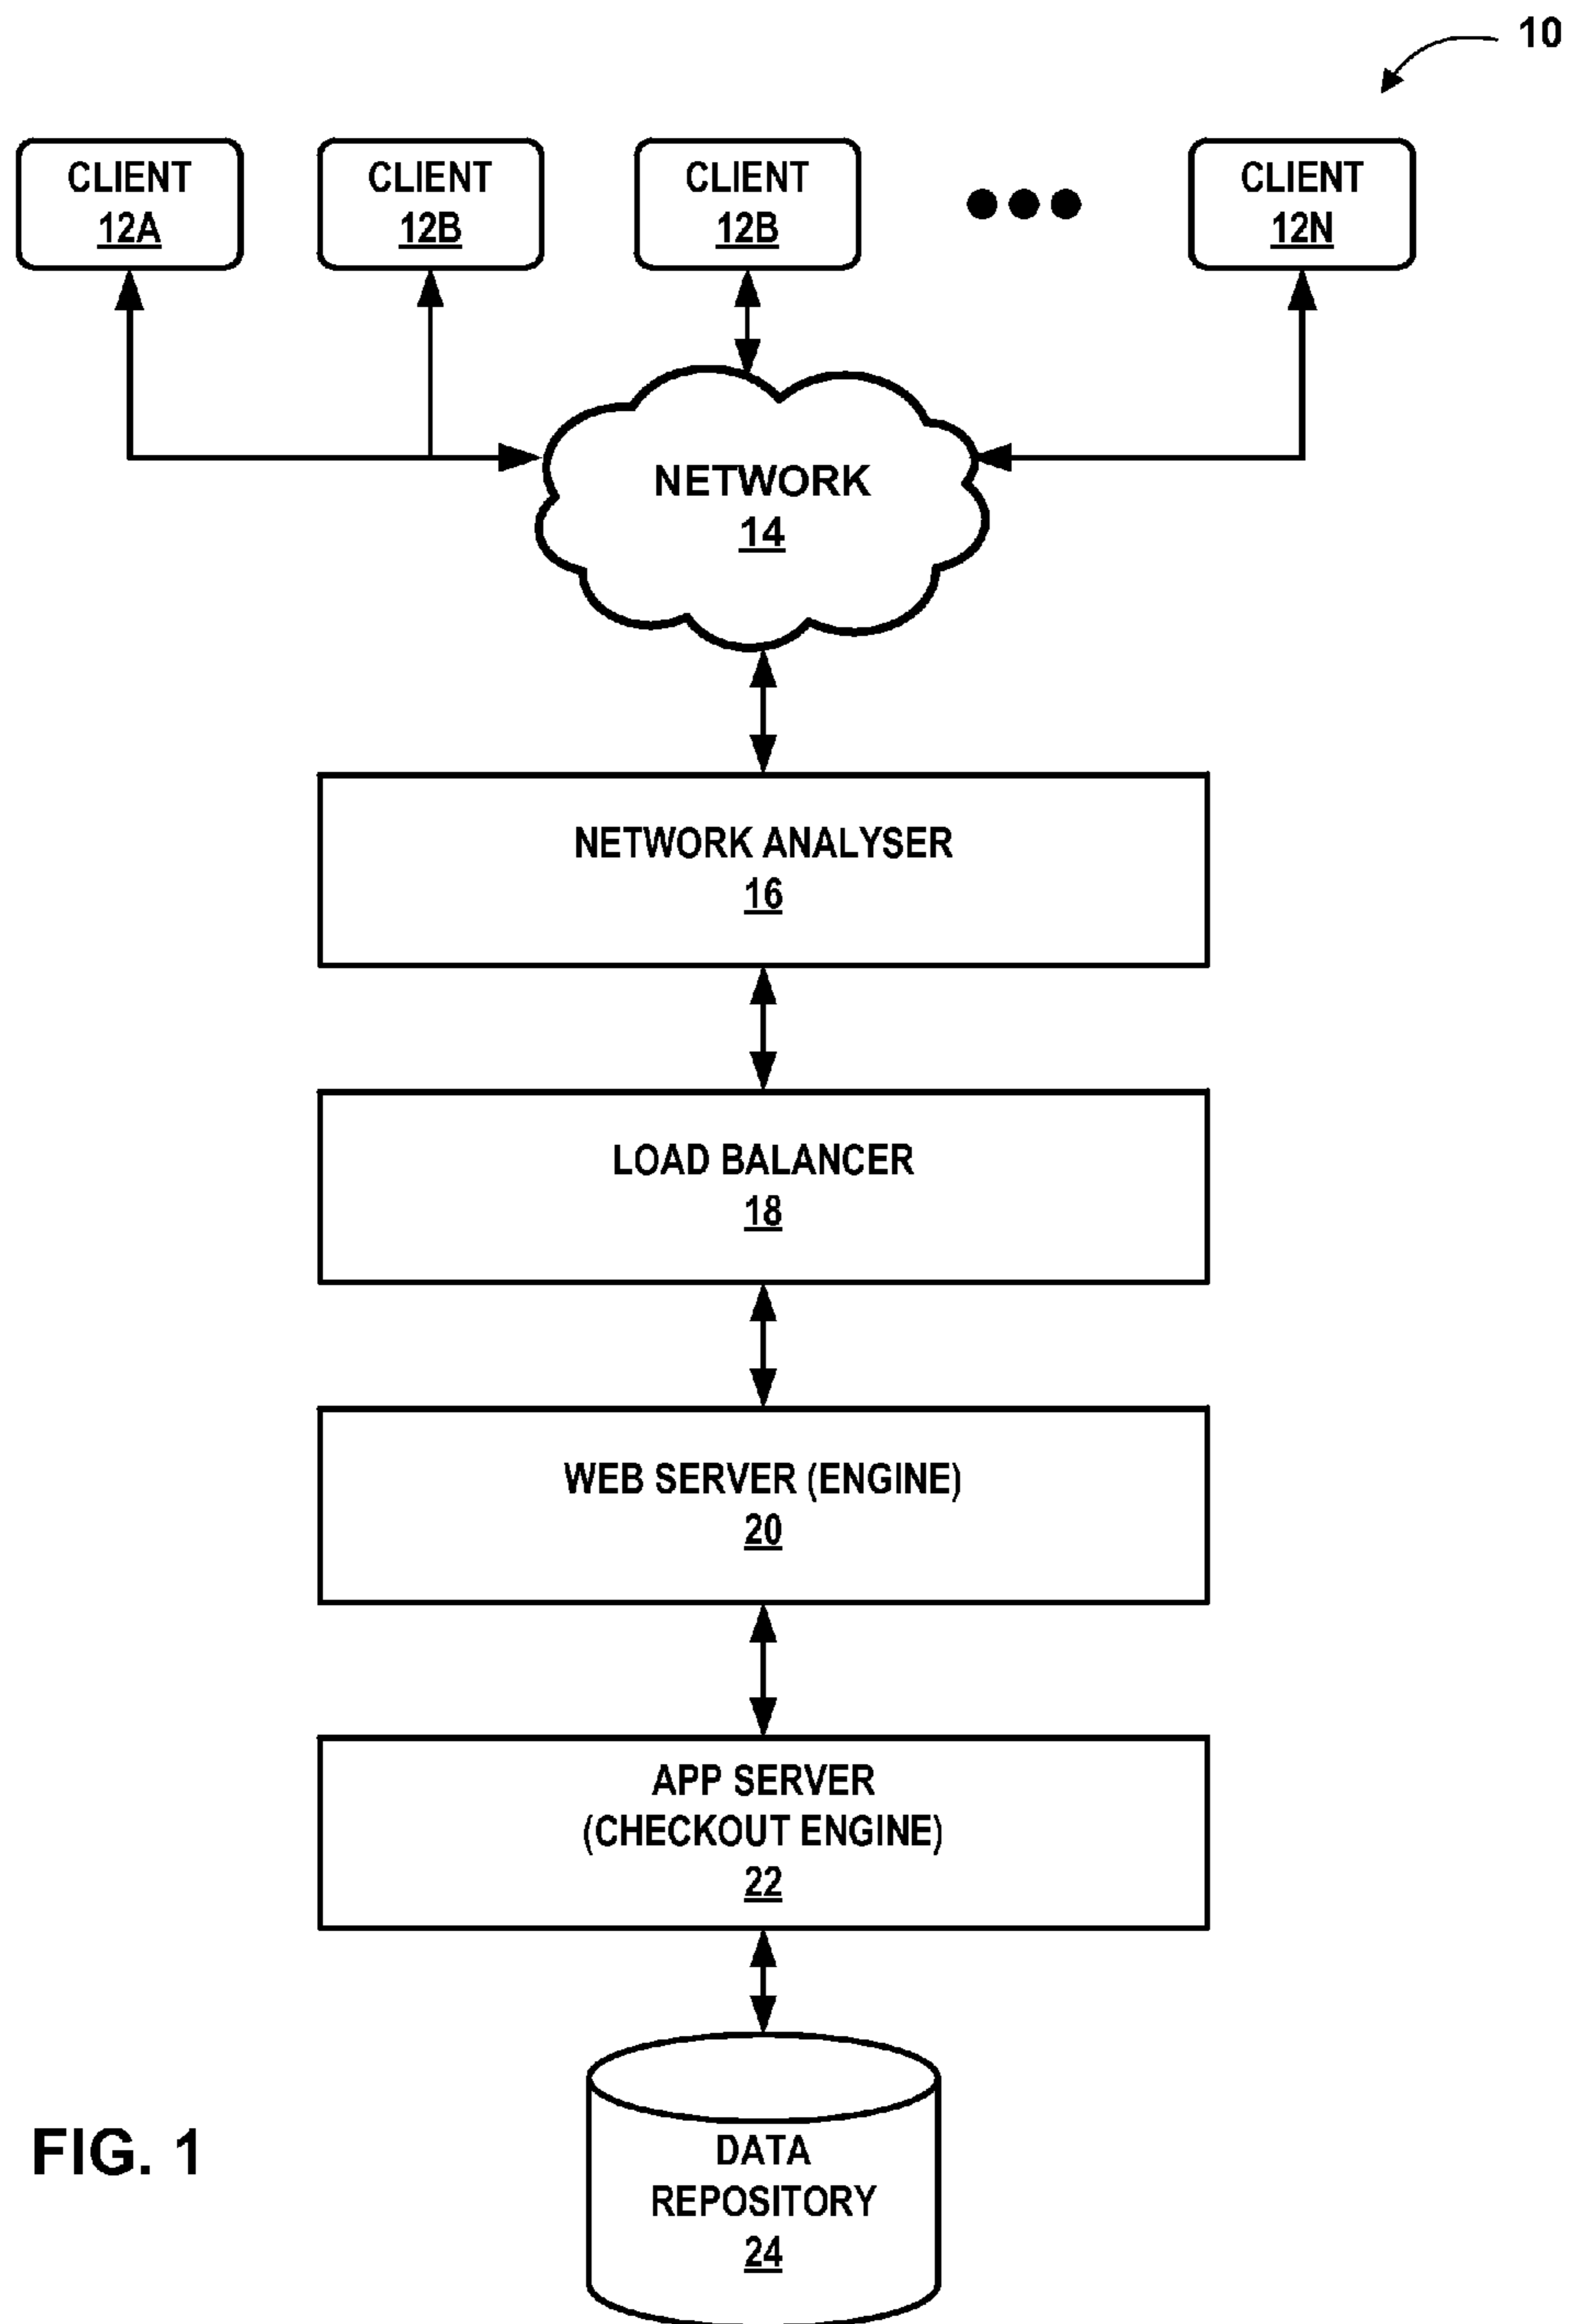 10
CLIENT
12A
CLIENT
12B
CLIENT
12B
CLIENT
12N
NETWORK
14
NETWORK ANALYSER
16
LOAD BALANCER
18
WEB SERVER (ENGINE)
20
APP SERVER
(CHECKOUT ENGINE)
22
DATA
REPOSITORY
24
FIG. 1